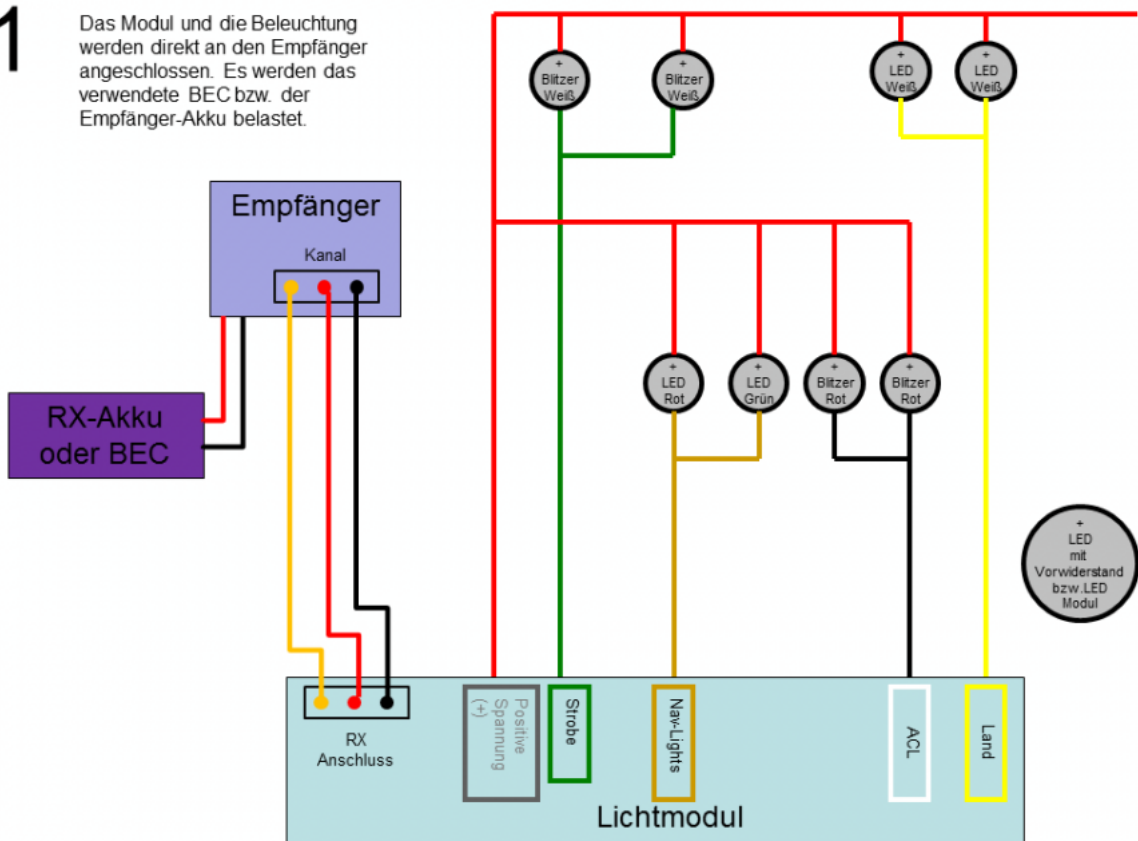 1
Das Modul und die Beleuchtung
werden direkt an den Empfänger
angeschlossen. Es werden das
verwendete BEC bzw. der
Empfänger-Akku belastet.
+
Blitzer
Weiß
+
Blitzer
Weiß
+
LED
Weiß
+
LED
Weiß
Empfänger
Kanal
RX-Akku
oder BEC
+
LED
Rot
+
LED
Grün
+
Blitzer
Rot
+
Blitzer
Rot
+
LED
mit
Vorwiderstand
bzw.LED
Modul
RX
Anschluss
Positive
Spannung
(+)
Strobe
Nav-Lights
ACL
Land
Lichtmodul